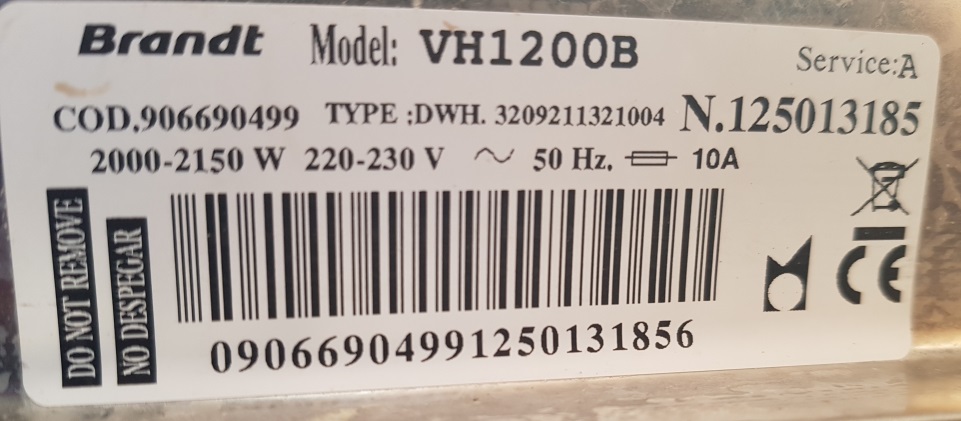 Brandt Model: VH1200B Service:A
COD.906690499 TYPE :DWH. 3209211321004 N.125013185
2000-2150 W 220-230 V ~ 50 Hz. 10A
DO NOT REMOVE
NO DESPEGAR
CE
09066904991250131856